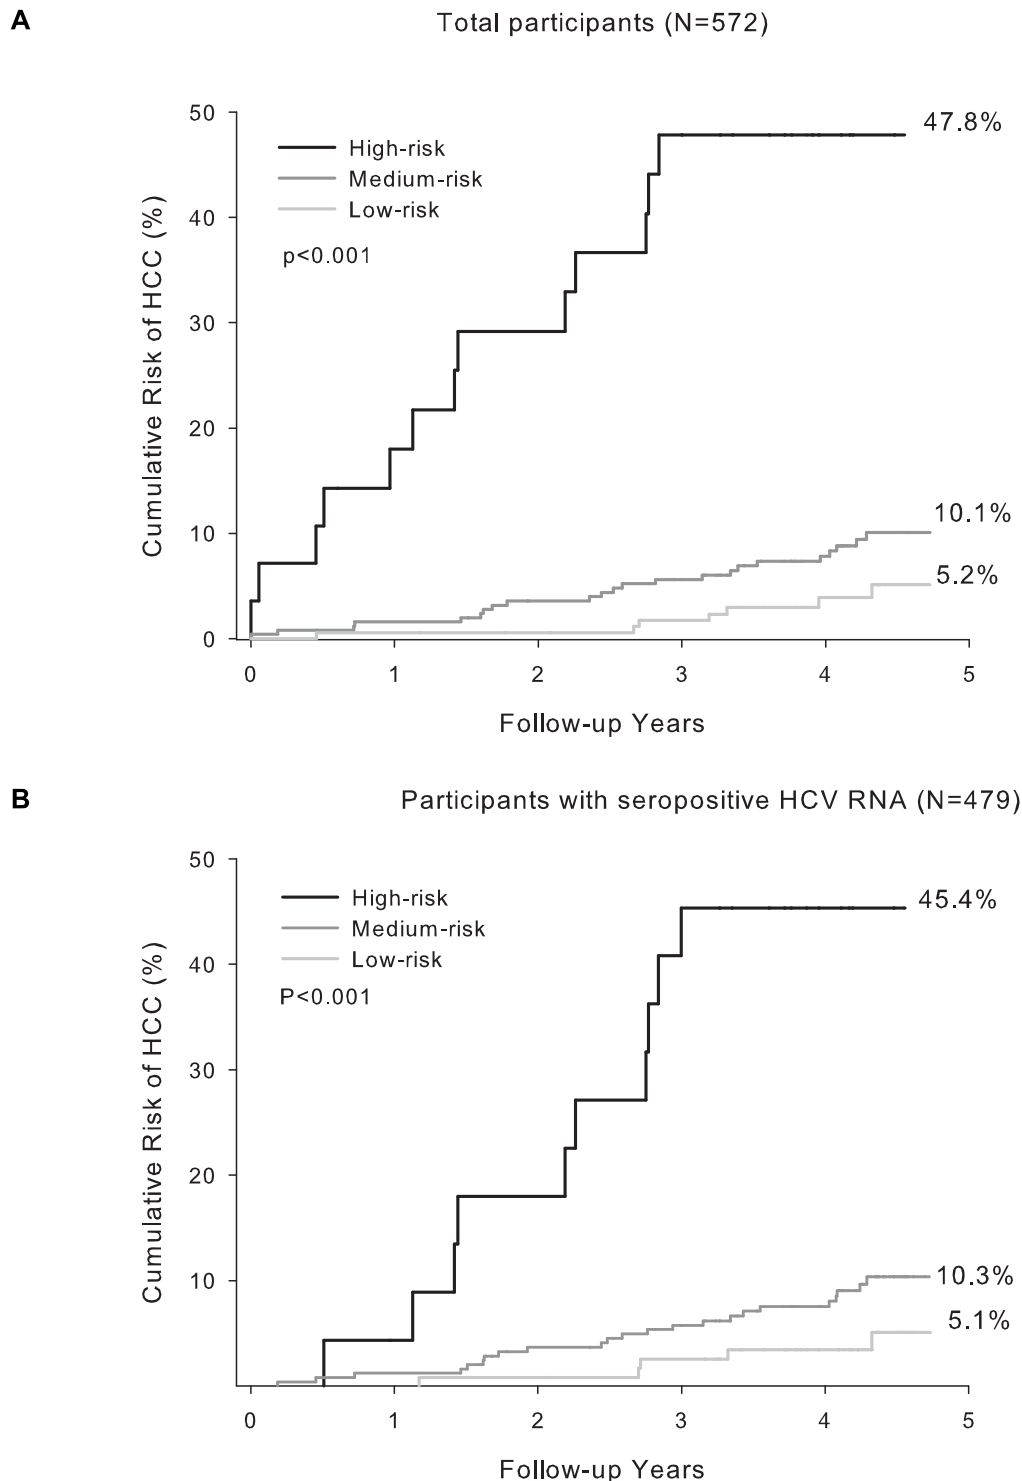 A
Total participants (N=572)
50
40
30
20
10
0
Cumulative Risk of HCC (%)
High-risk
Medium-risk
Low-risk
p<0.001
47.8%
10.1%
5.2%
0 1 2 3 4 5
Follow-up Years
B
Participants with seropositive HCV RNA (N=479)
50
40
30
20
10
Cumulative Risk of HCC (%)
High-risk
Medium-risk
Low-risk
P<0.001
45.4%
10.3%
5.1%
0 1 2 3 4 5
Follow-up Years